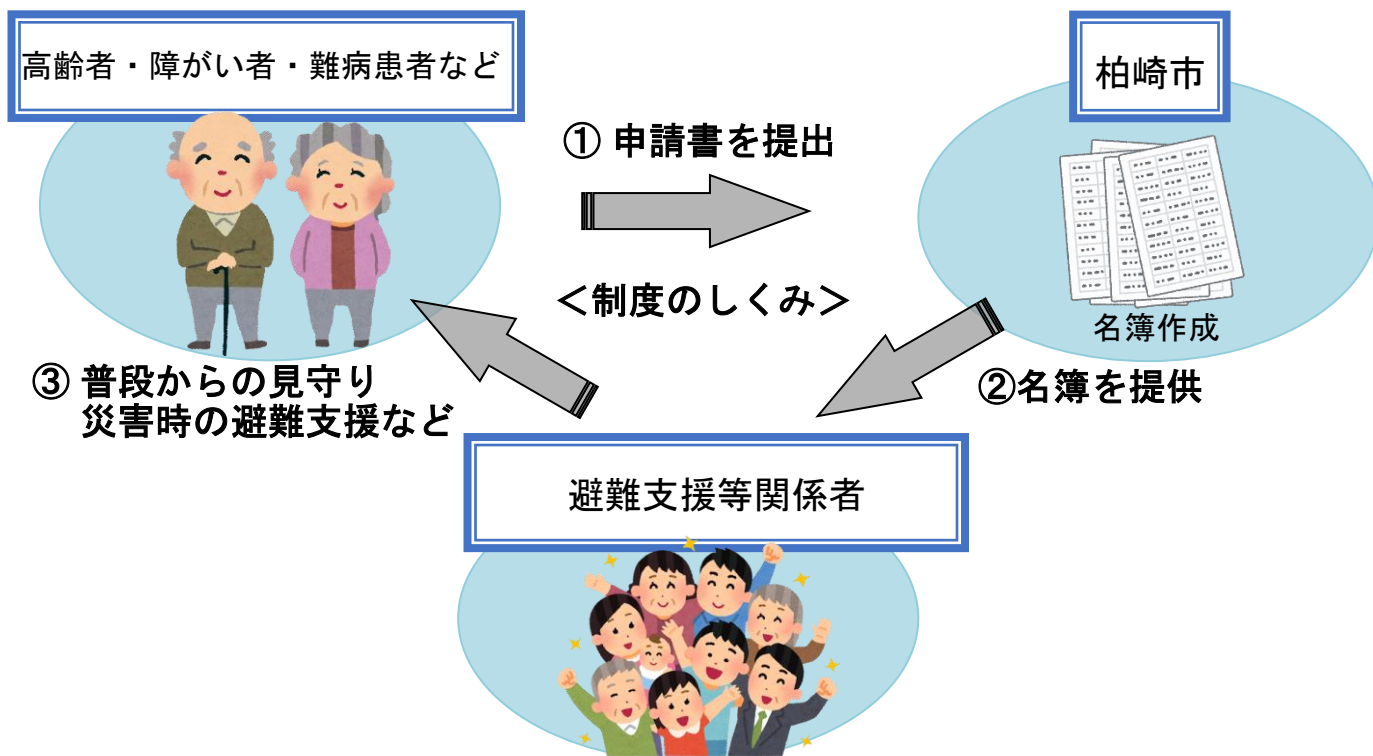 高齢者・障がい者・難病患者など
柏崎市
① 申請書を提出
＜制度のしくみ＞
名簿作成
③ 普段からの見守り
災害時の避難支援など
②名簿を提供
避難支援等関係者